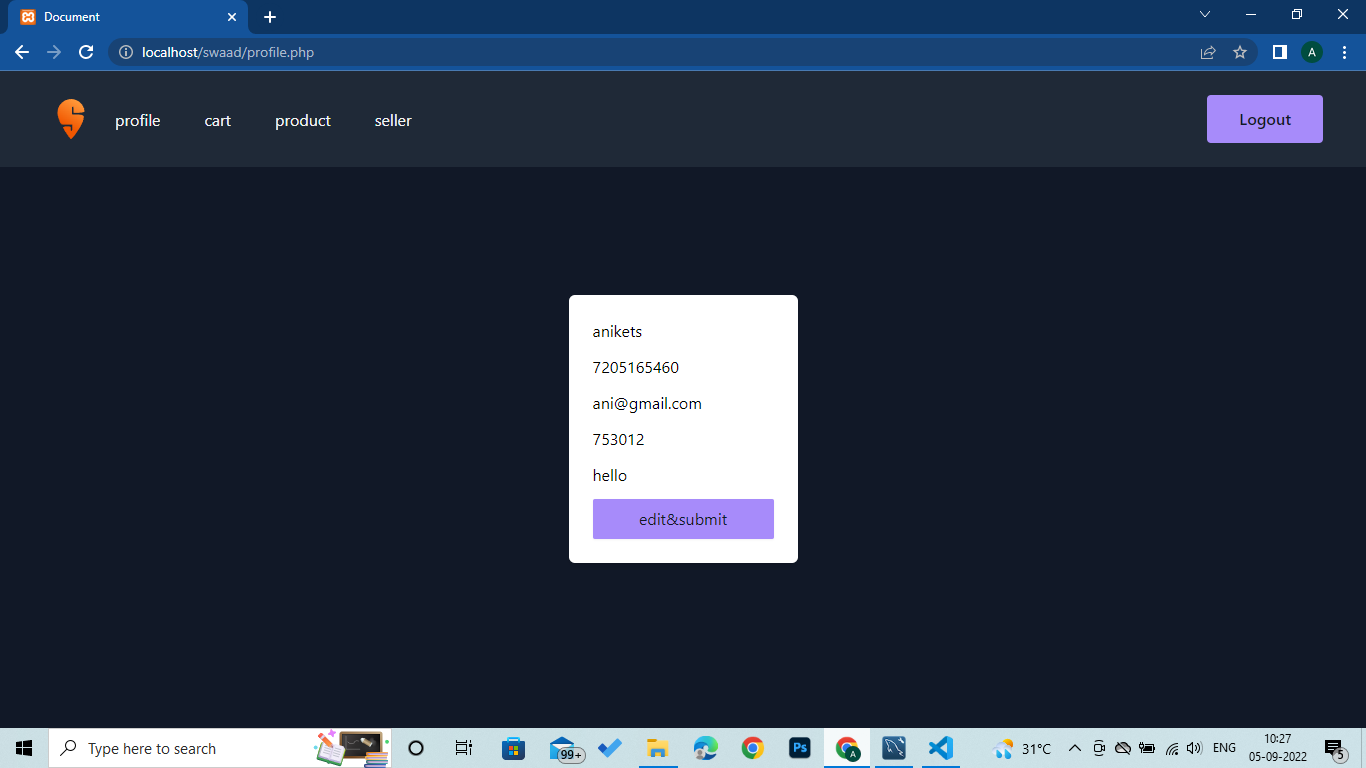 Document
localhost/swaad/profile.php
A
profile cart product seller
Logout
anikets
7205165460
ani@gmail.com
753012
hello
edit&submit
Type here to search
99+
Ps
A
31°C
ENG
10:27
05-09-2022
5